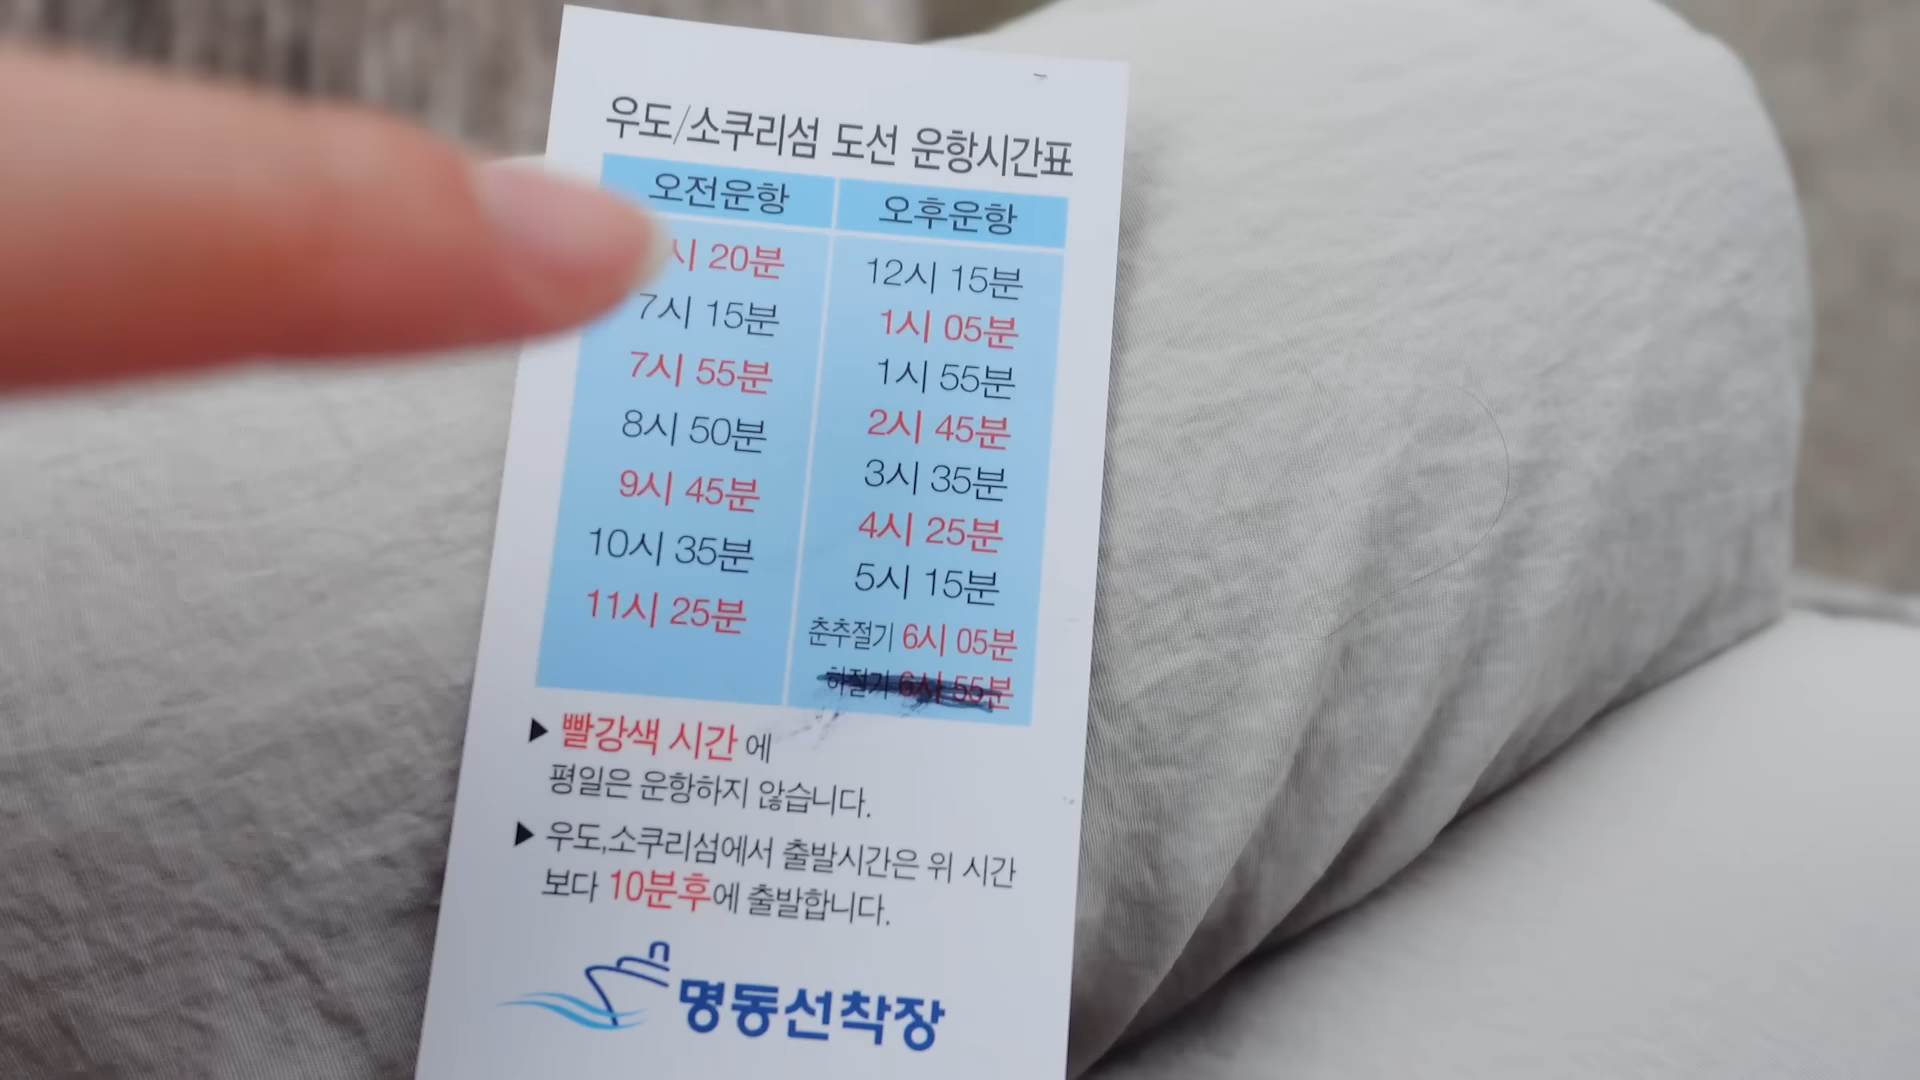 우도/소쿠리섬 도선 운항시간표
오전운항 오후운항
시 20분 12시 15분
7시 15분 1시 05분
7시 55분 1시 55분
8시 50분 2시 45분
9시 45분 3시 35분
10시 35분 4시 25분
11시 25분 5시 15분
춘추절기 6시 05분
하절기 6시 55분
▶ 빨강색 시간 에
평일은 운항하지 않습니다.
▶ 우도,소쿠리섬에서 출발시간은 위 시간
보다 10분후에 출발합니다.
명동선착장